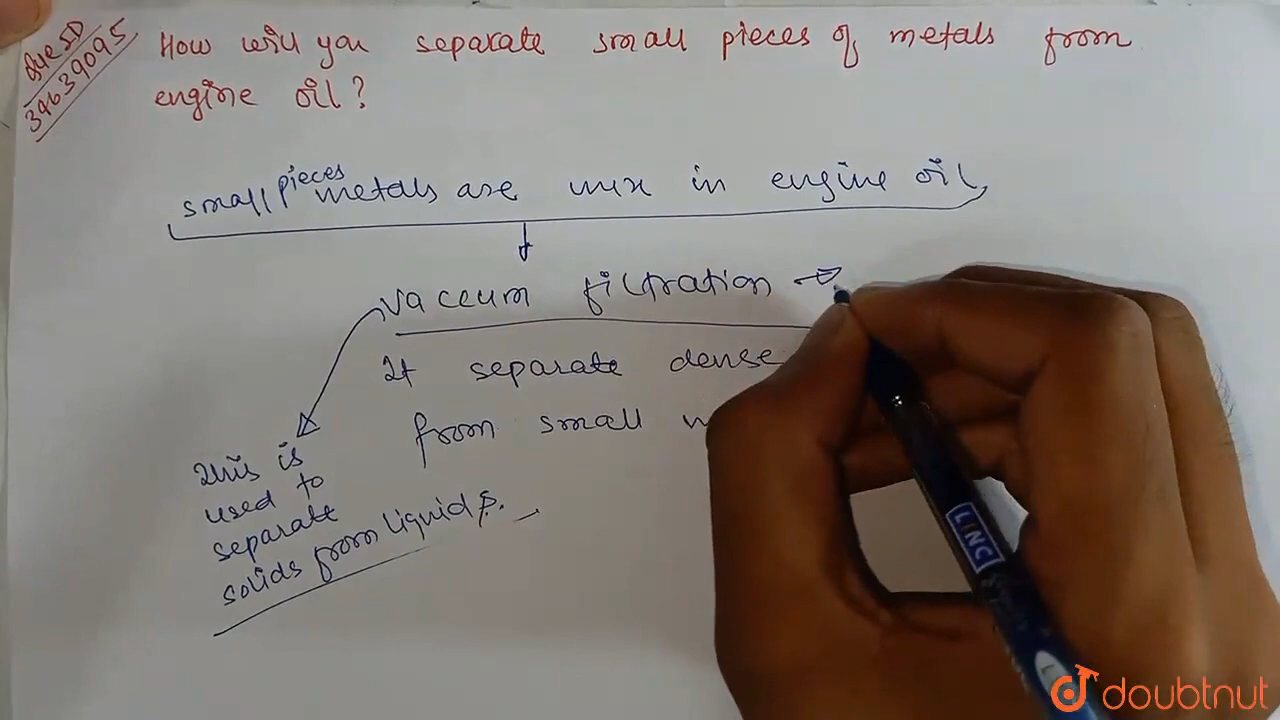 Que SD
34639095
How will you separate small pieces of metals from
engine oil?
small pieces metals are mix in engine oil,
vaccum filtration
It separate dense
from small
This is
used to
separate
solids from liquids.
LINC
doubtnut